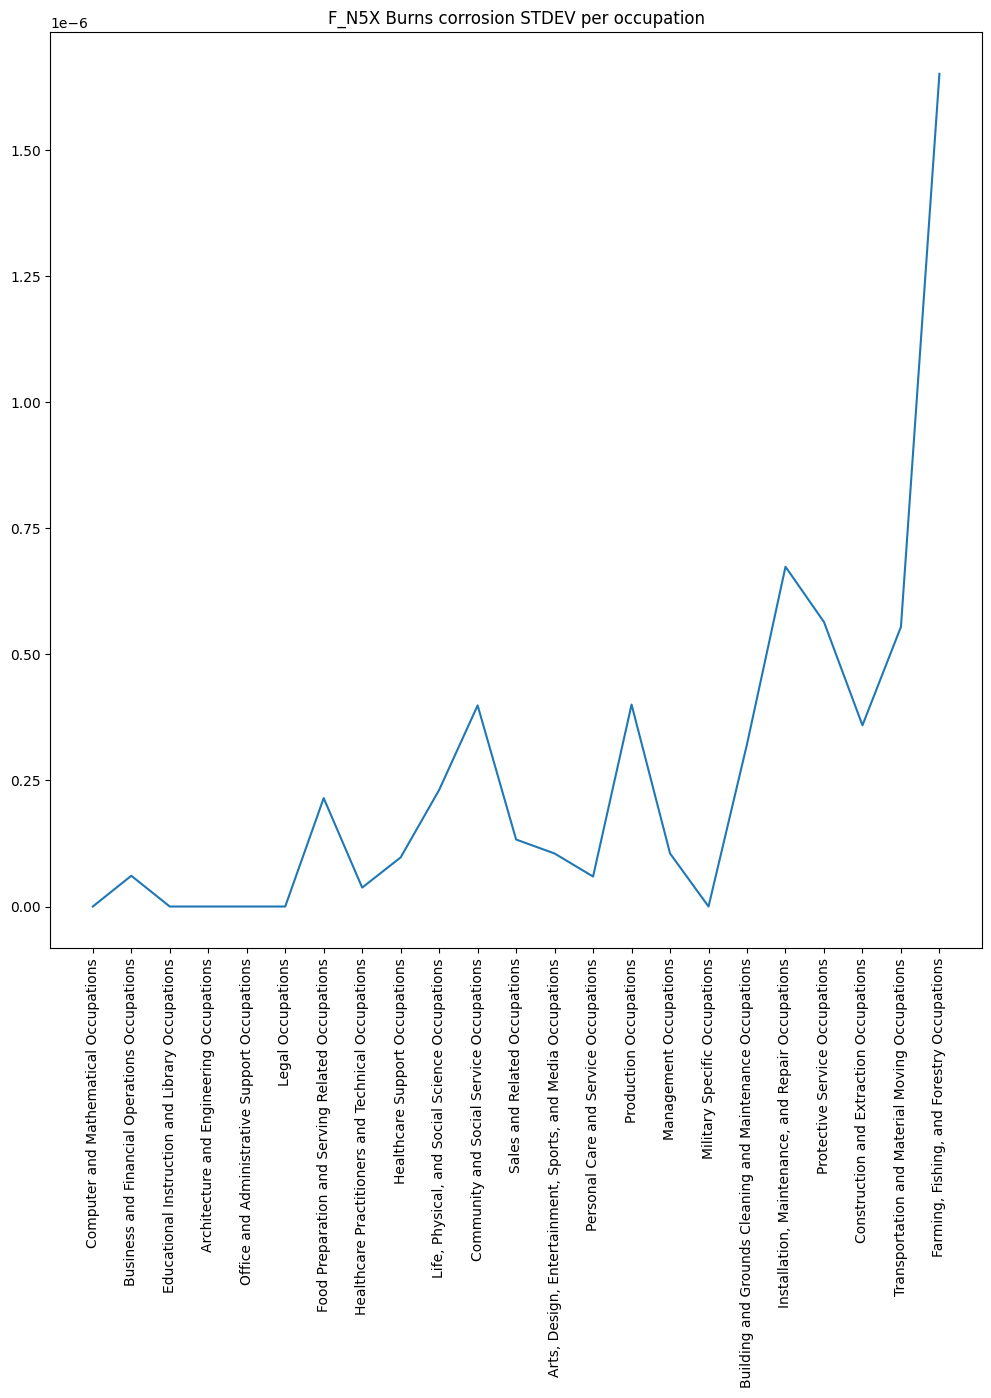 F_N5X Burns corrosion STDEV per occupation
1e−6
1.50
1.25
1.00
0.75
0.50
0.25
0.00
Computer and Mathematical Occupations
Business and Financial Operations Occupations
Educational Instruction and Library Occupations
Architecture and Engineering Occupations
Office and Administrative Support Occupations
Legal Occupations
Food Preparation and Serving Related Occupations
Healthcare Practitioners and Technical Occupations
Healthcare Support Occupations
Life, Physical, and Social Science Occupations
Community and Social Service Occupations
Sales and Related Occupations
Arts, Design, Entertainment, Sports, and Media Occupations
Personal Care and Service Occupations
Production Occupations
Management Occupations
Military Specific Occupations
Building and Grounds Cleaning and Maintenance Occupations
Installation, Maintenance, and Repair Occupations
Protective Service Occupations
Construction and Extraction Occupations
Transportation and Material Moving Occupations
Farming, Fishing, and Forestry Occupations